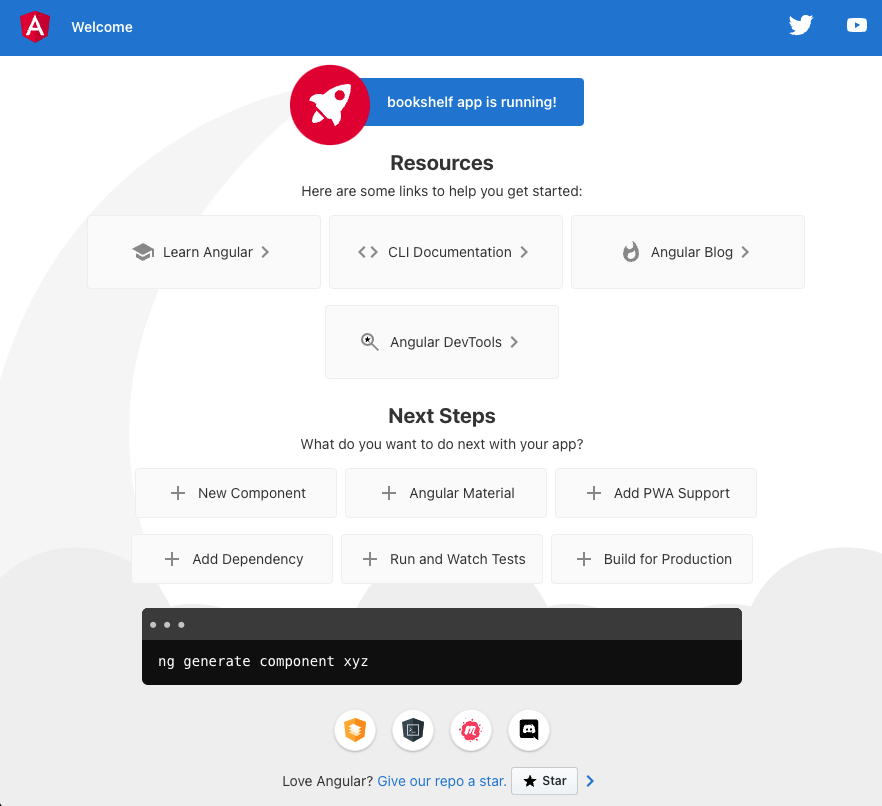 Welcome
bookshelf app is running!
Resources
Here are some links to help you get started:
Learn Angular
CLI Documentation
Angular Blog
Angular DevTools
Next Steps
What do you want to do next with your app?
New Component
Angular Material
Add PWA Support
Add Dependency
Run and Watch Tests
Build for Production
ng generate component xyz
Love Angular? Give our repo a star. Star